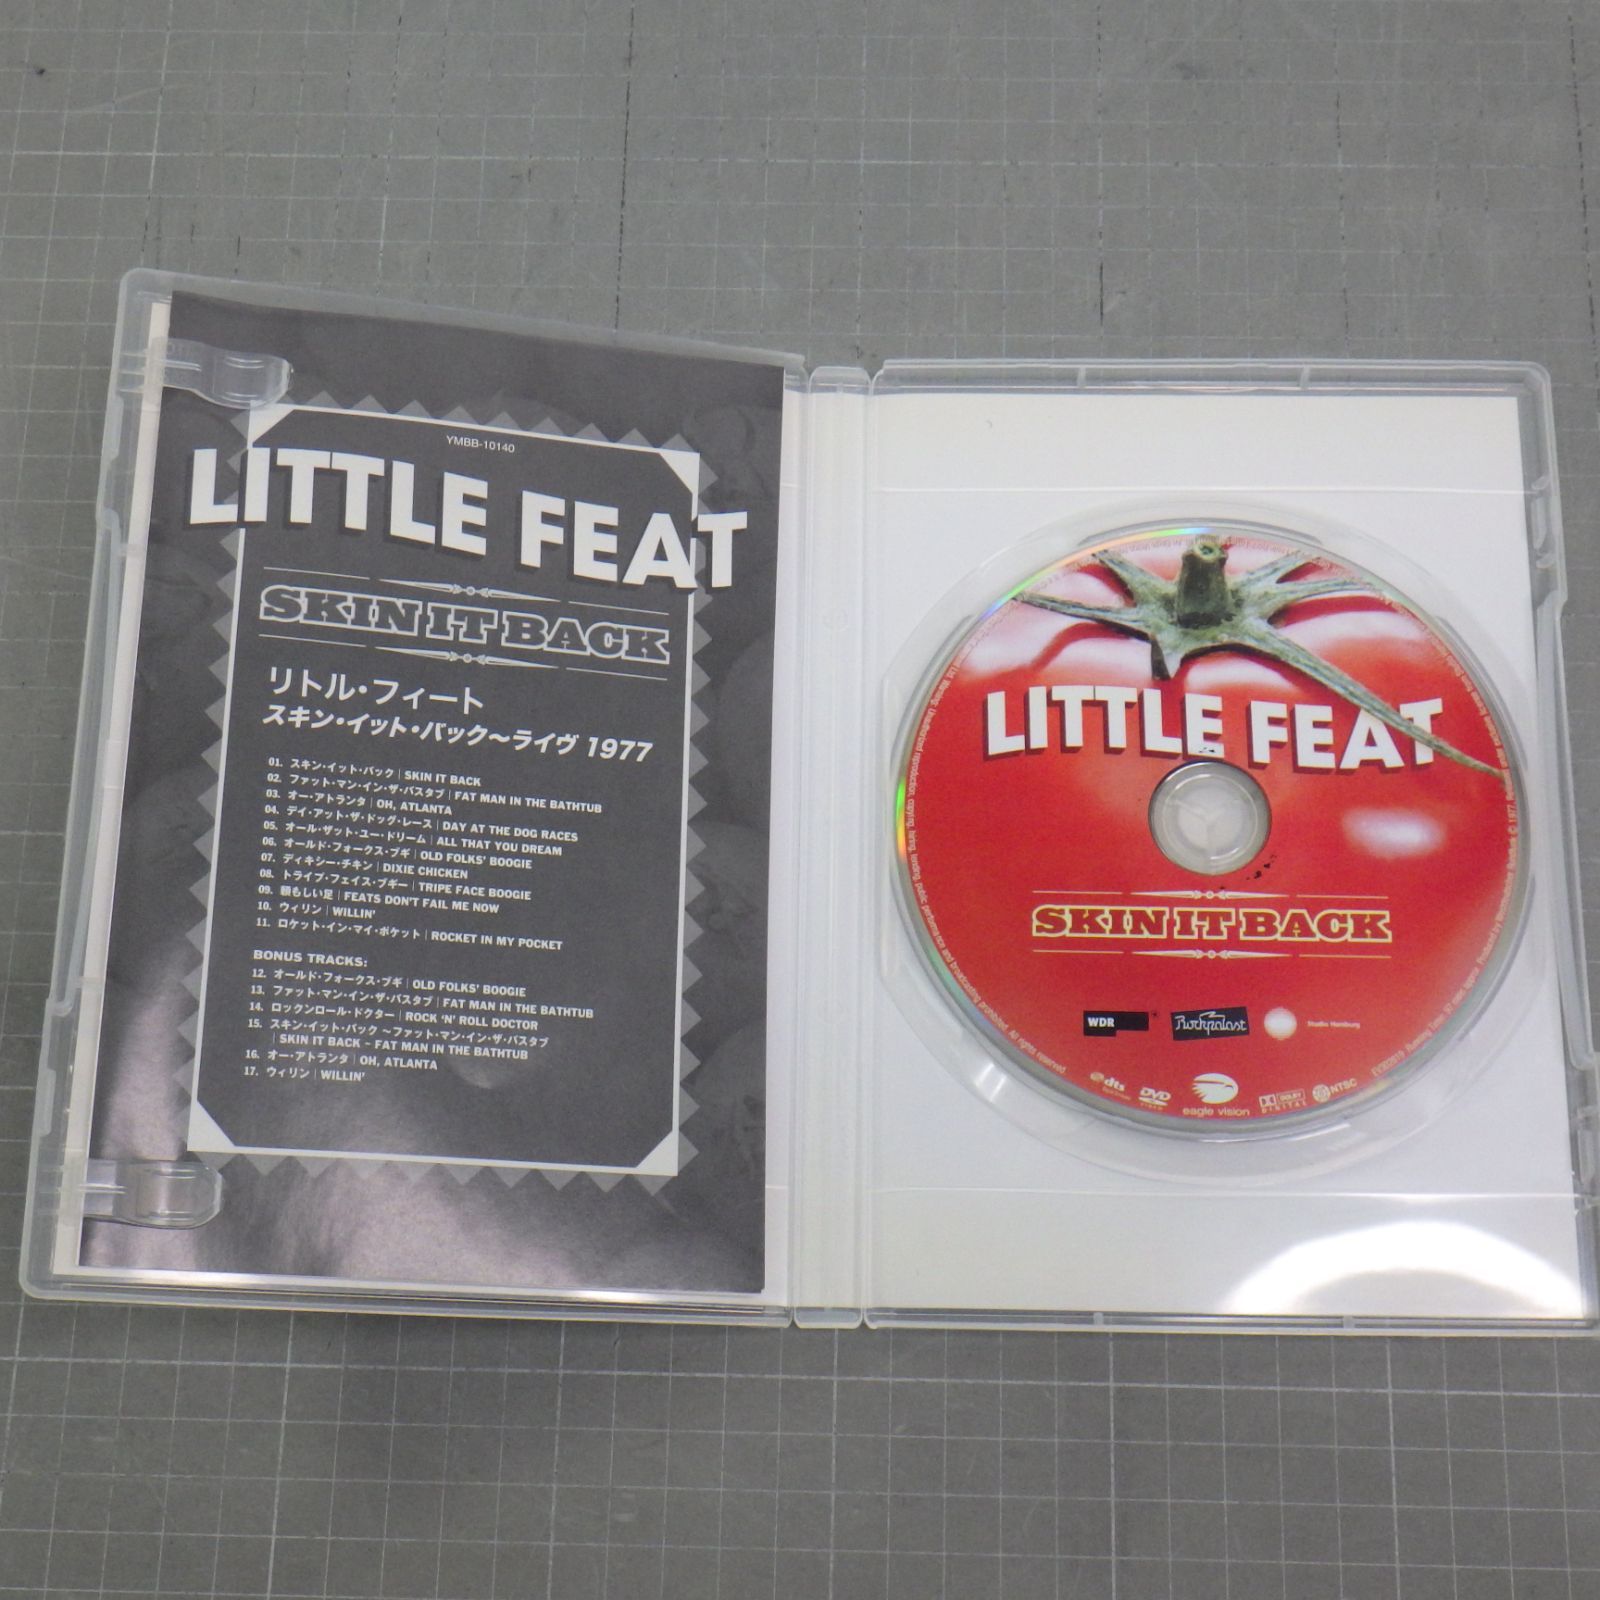 YMBB-10140
LITTLE FEAT
SKIN IT BACK
リトル・フィート
スキン・イット・バック〜ライヴ 1977
01. スキン・イット・バック | SKIN IT BACK
02. ファット・マン・イン・ザ・バスタブ | FAT MAN IN THE BATHTUB
03. オー・アトランタ | OH, ATLANTA
04. デイ・アット・ザ・ドッグ・レース | DAY AT THE DOG RACES
05. オール・ザット・ユー・ドリーム | ALL THAT YOU DREAM
06. オールド・フォークス・ブギ | OLD FOLKS' BOOGIE
07. ディキシー・チキン | DIXIE CHICKEN
08. トライプ・フェイス・ブギー | TRIPE FACE BOOGIE
09. 頼もしい足 | FEATS DON'T FAIL ME NOW
10. ウィリン | WILLIN'
11. ロケット・イン・マイ・ポケット | ROCKET IN MY POCKET
BONUS TRACKS:
12. オールド・フォークス・ブギ | OLD FOLKS' BOOGIE
13. ファット・マン・イン・ザ・バスタブ | FAT MAN IN THE BATHTUB
14. ロックンロール・ドクター | ROCK 'N' ROLL DOCTOR
15. スキン・イット・バック 〜ファット・マン・イン・ザ・バスタブ
| SKIN IT BACK ~ FAT MAN IN THE BATHTUB
16. オー・アトランタ | OH, ATLANTA
17. ウィリン | WILLIN'
LITTLE FEAT
SKIN IT BACK
WDR
Rockpalast
Studio Hamburg
dts
DVD
VIDEO
eagle vision
DOLBY
DIGITAL
NTSC